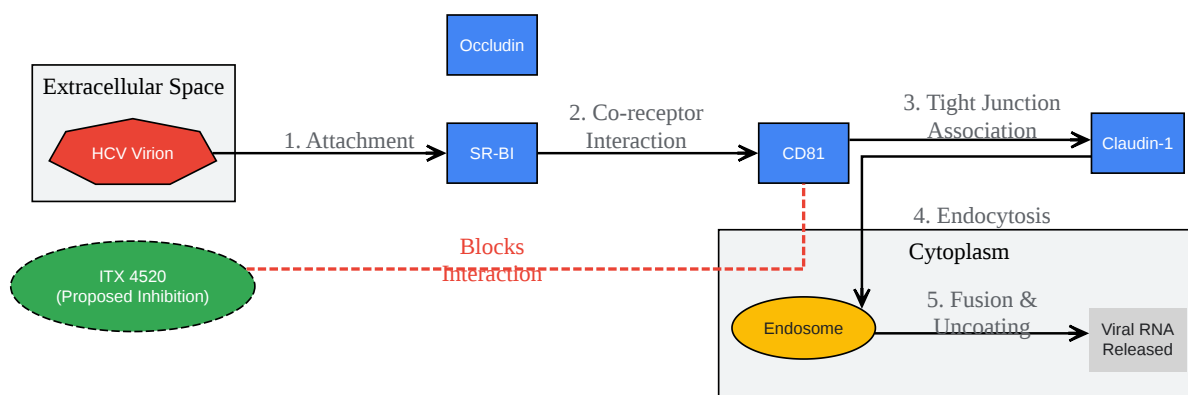 Occludin
Extracellular Space
HCV Virion
1. Attachment
SR-BI
2. Co-receptor
Interaction
CD81
3. Tight Junction
Association
Claudin-1
4. Endocytosis
ITX 4520
(Proposed Inhibition)
Blocks
Interaction
Cytoplasm
Endosome
5. Fusion &
Uncoating
Viral RNA
Released